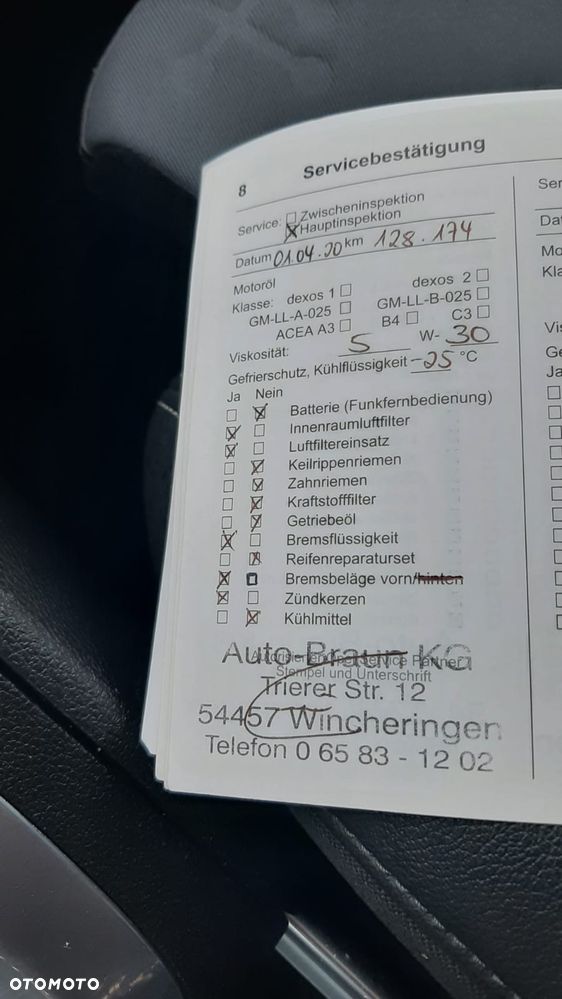 8 Servicebestätigung
Service: Zwischeninspektion
Hauptinspektion
Datum 01.04.20 km 128.174
Motoröl
Klasse: dexos 1 dexos 2
GM-LL-A-025 GM-LL-B-025
ACEA A3 B4 C3
Viskosität: 5 W- 30
Gefrierschutz, Kühlflüssigkeit -25 °C
Ja Nein
Batterie (Funkfernbedienung)
Innenraumluftfilter
Luftfiltereinsatz
Keilrippenriemen
Zahnriemen
Kraftstofffilter
Getriebeöl
Bremsflüssigkeit
Reifenreparaturset
Bremsbeläge vorn/hinten
Zündkerzen
Kühlmittel
Auto-Braun KG
Stempel und Unterschrift
Trierer Str. 12
54457 Wincheringen
Telefon 0 65 83 - 12 02
Ser
Da
Mo
Kla
Vis
Ge
Ja
OTOMOTO